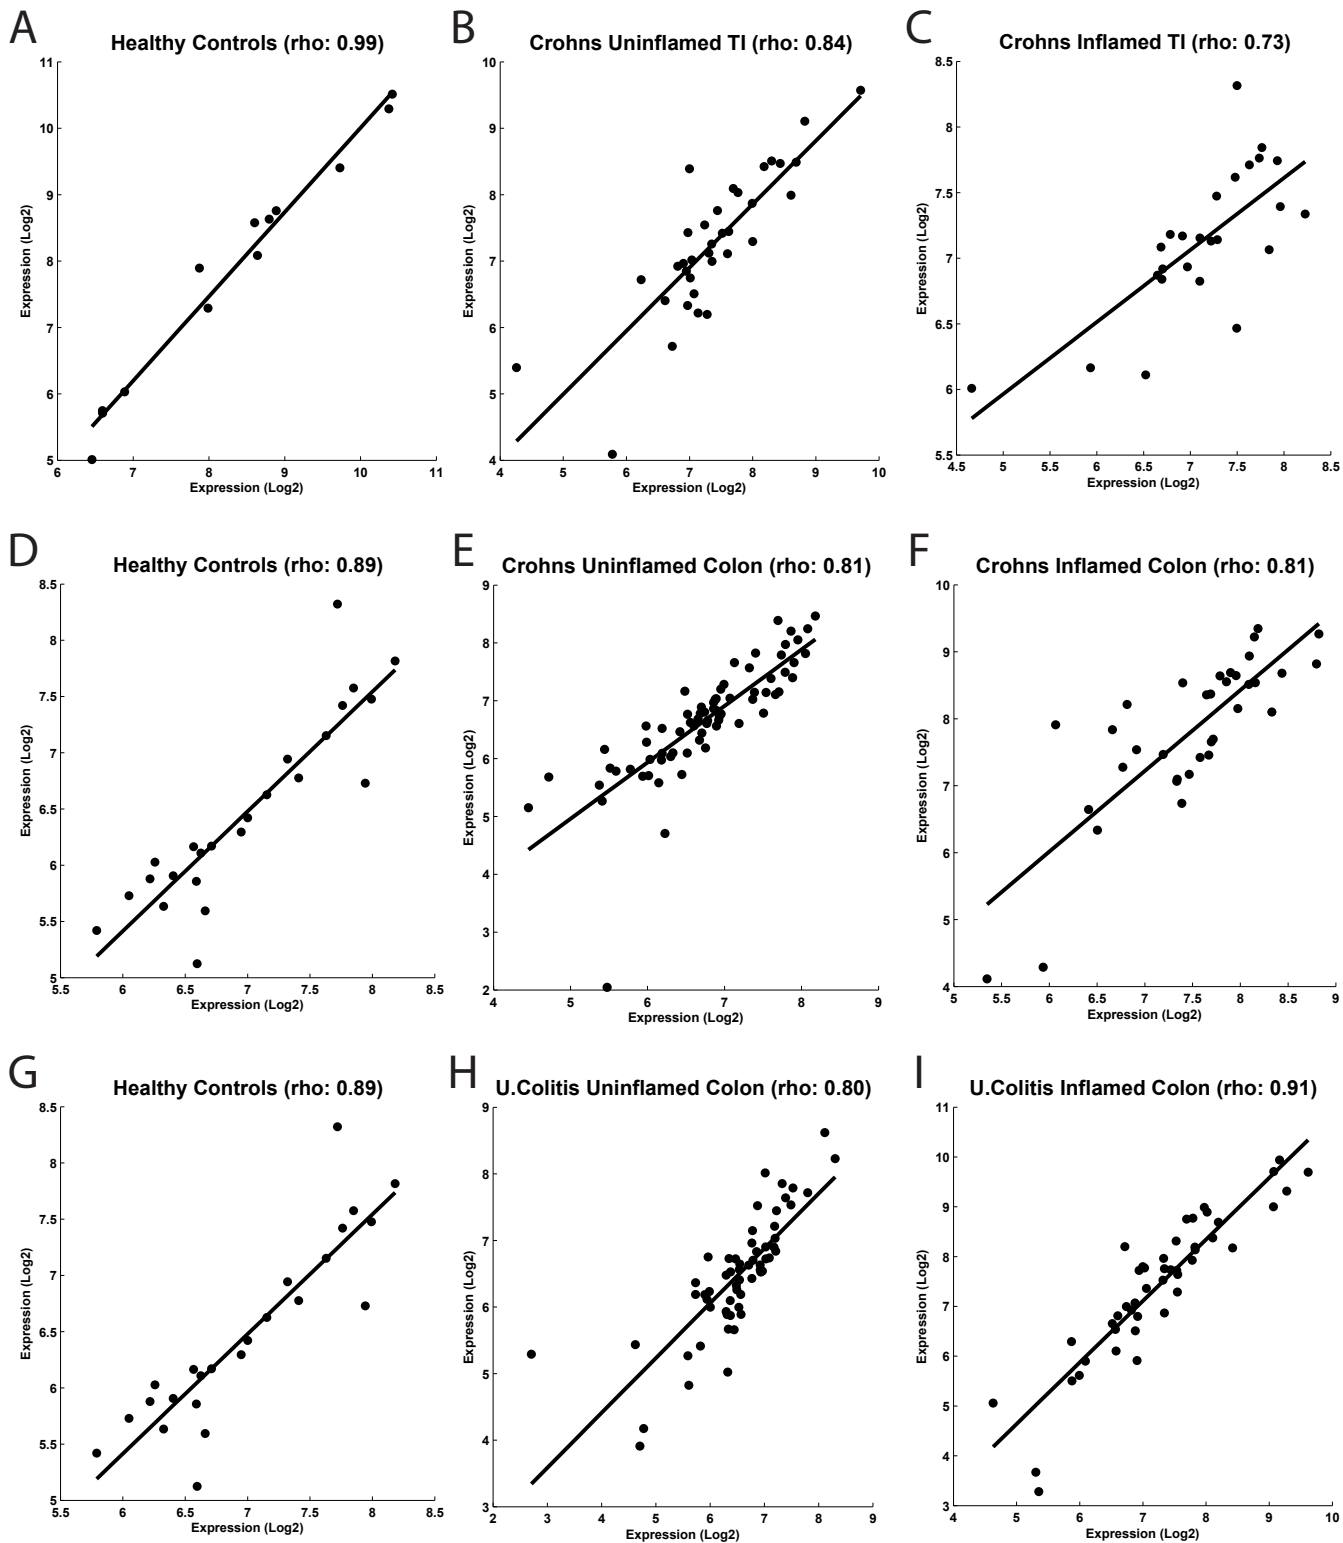 A
Healthy Controls (rho: 0.99)
11
10
9
8
7
6
5
Expression (Log2)
6 7 8 9 10 11
Expression (Log2)
B
Crohns Uninflamed TI (rho: 0.84)
10
9
8
7
6
5
4
Expression (Log2)
4 5 6 7 8 9 10
Expression (Log2)
C
Crohns Inflamed TI (rho: 0.73)
8.5
8
7.5
7
6.5
6
5.5
Expression (Log2)
4.5 5 5.5 6 6.5 7 7.5 8 8.5
Expression (Log2)
D
Healthy Controls (rho: 0.89)
8.5
8
7.5
7
6.5
6
5.5
5
Expression (Log2)
5.5 6 6.5 7 7.5 8 8.5
Expression (Log2)
E
Crohns Uninflamed Colon (rho: 0.81)
9
8
7
6
5
4
3
2
Expression (Log2)
4 5 6 7 8 9
Expression (Log2)
F
Crohns Inflamed Colon (rho: 0.81)
10
9
8
7
6
5
4
Expression (Log2)
5 5.5 6 6.5 7 7.5 8 8.5 9
Expression (Log2)
G
Healthy Controls (rho: 0.89)
8.5
8
7.5
7
6.5
6
5.5
5
Expression (Log2)
5.5 6 6.5 7 7.5 8 8.5
Expression (Log2)
H
U.Colitis Uninflamed Colon (rho: 0.80)
9
8
7
6
5
4
3
Expression (Log2)
2 3 4 5 6 7 8 9
Expression (Log2)
I
U.Colitis Inflamed Colon (rho: 0.91)
11
10
9
8
7
6
5
4
3
Expression (Log2)
4 5 6 7 8 9 10
Expression (Log2)